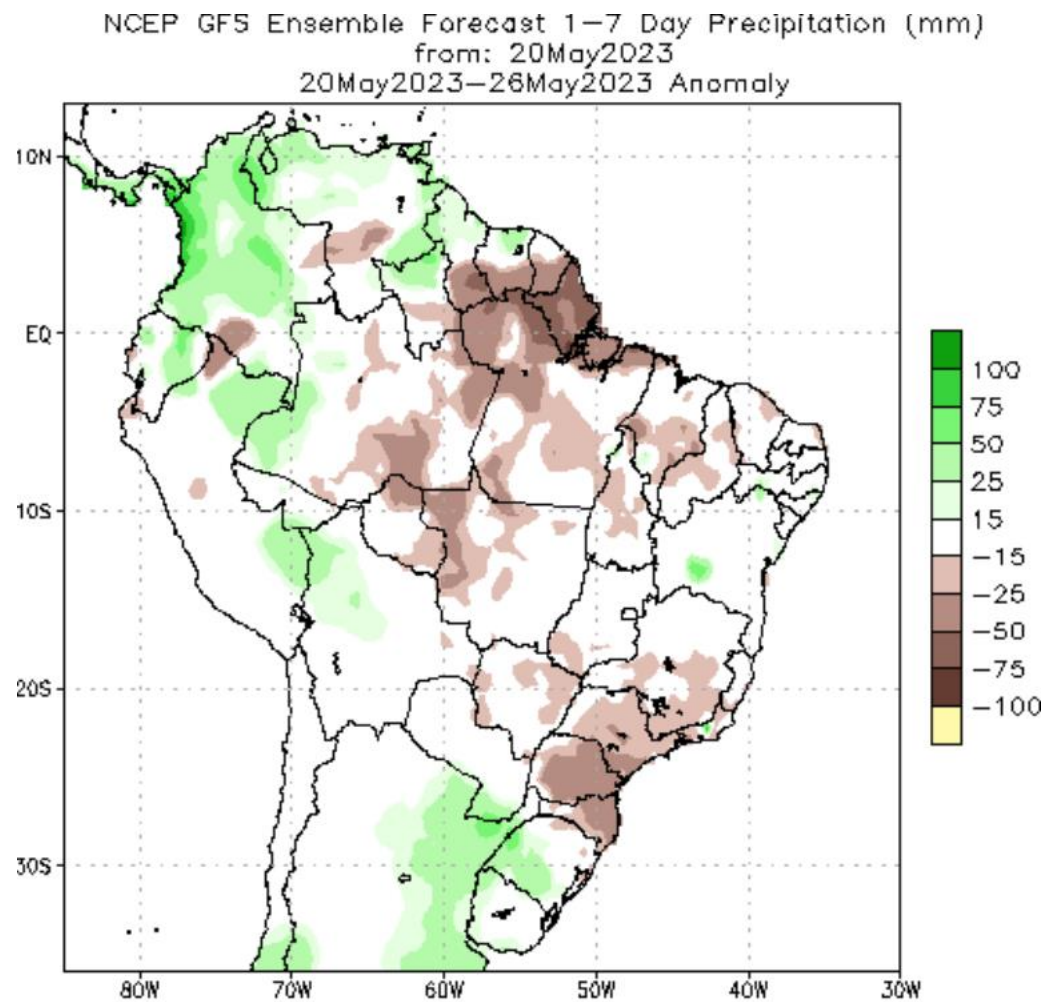 NCEP GFS Ensemble Forecast 1-7 Day Precipitation (mm)
from: 20May2023
20May2023-26May2023 Anomaly
10N
EQ
10S
20S
30S
80W
70W
60W
50W
40W
30W
100
75
50
25
15
-15
-25
-50
-75
-100